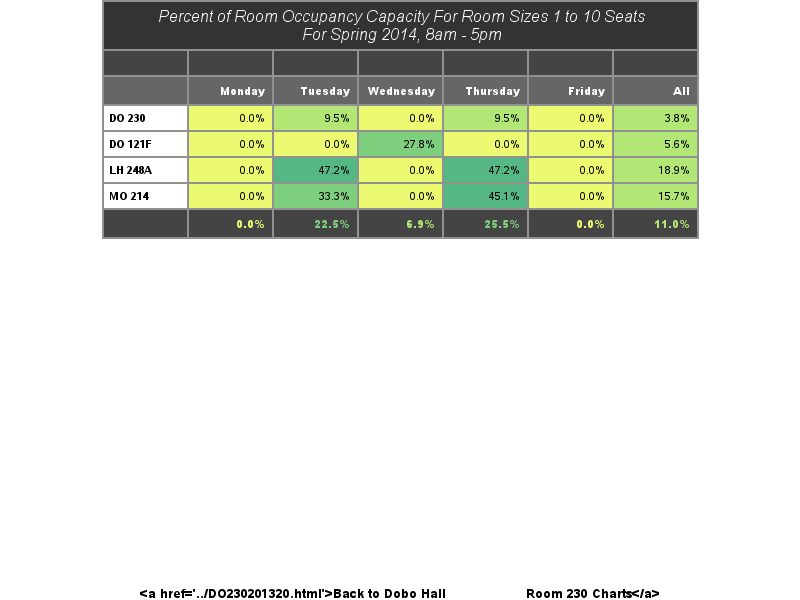 Percent of Room Occupancy Capacity For Room Sizes 1 to 10 Seats
For Spring 2014, 8am - 5pm
Monday Tuesday Wednesday Thursday Friday All
DO 230 0.0% 9.5% 0.0% 9.5% 0.0% 3.8%
DO 121F 0.0% 0.0% 27.8% 0.0% 0.0% 5.6%
LH 248A 0.0% 47.2% 0.0% 47.2% 0.0% 18.9%
MO 214 0.0% 33.3% 0.0% 45.1% 0.0% 15.7%
0.0% 22.5% 6.9% 25.5% 0.0% 11.0%
<a href='../DO230201320.html'>Back to Dobo Hall Room 230 Charts</a>